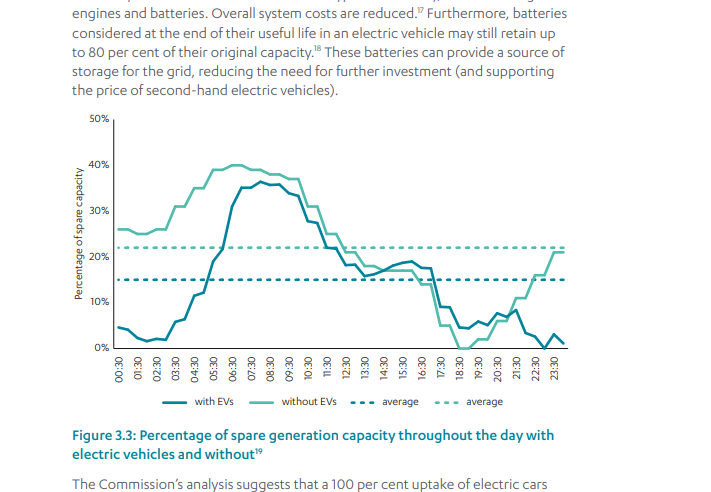 engines and batteries. Overall system costs are reduced.¹⁷ Furthermore, batteries
considered at the end of their useful life in an electric vehicle may still retain up
to 80 per cent of their original capacity.¹⁸ These batteries can provide a source of
storage for the grid, reducing the need for further investment (and supporting
the price of second-hand electric vehicles).
Percentage of spare capacity
50%
40%
30%
20%
10%
0%
00:30 01:30 02:30 03:30 04:30 05:30 06:30 07:30 08:30 09:30 10:30 11:30 12:30 13:30 14:30 15:30 16:30 17:30 18:30 19:30 20:30 21:30 22:30 23:30
with EVs without EVs average average
Figure 3.3: Percentage of spare generation capacity throughout the day with
electric vehicles and without¹⁹
The Commission's analysis suggests that a 100 per cent uptake of electric cars